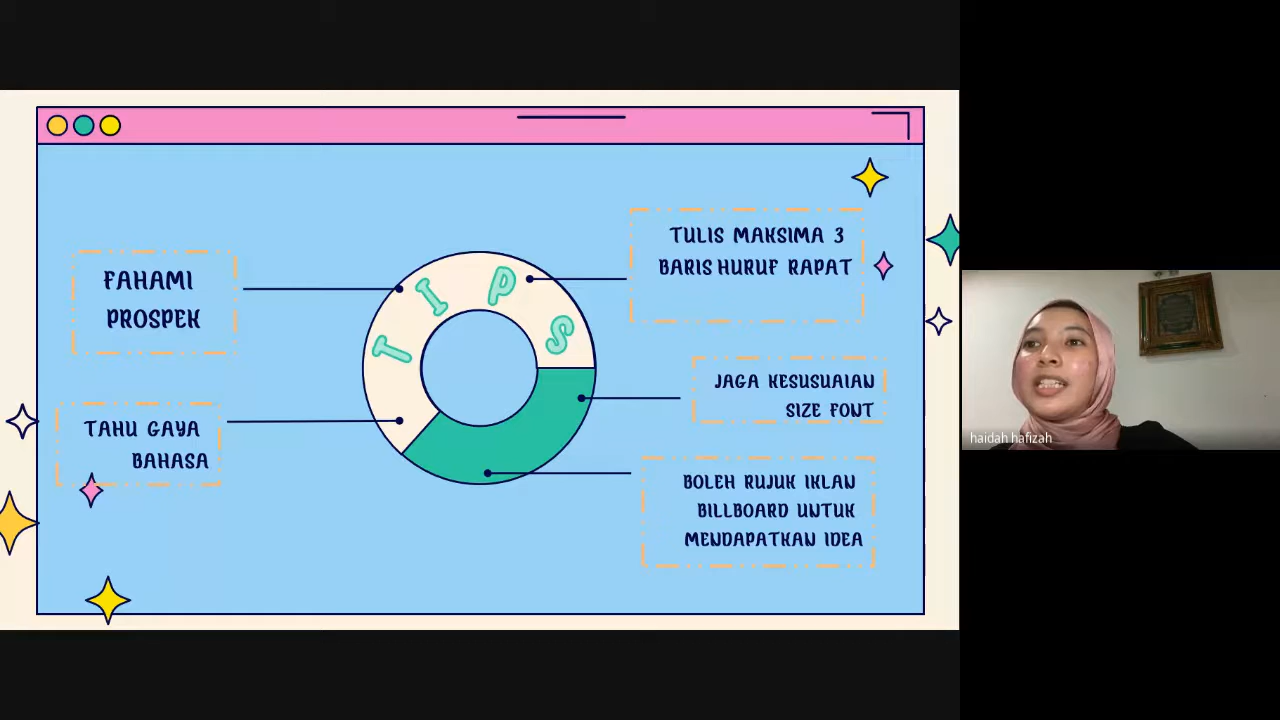 FAHAMI
PROSPEK
TAHU GAYA
BAHASA
TIPS
TULIS MAKSIMA 3
BARIS HURUF RAPAT
JAGA KESUSUAIAN
SIZE FONT
BOLEH RUJUK IKLAN
BILLBOARD UNTUK
MENDAPATKAN IDEA
haidah hafizah